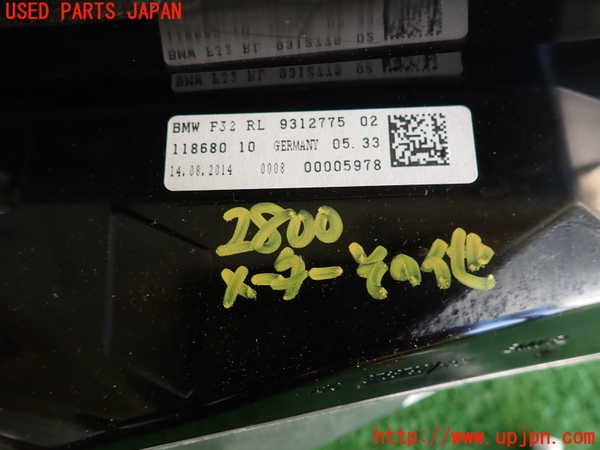 USED PARTS JAPAN
BMW F32 RL 9312775 02
118680 10 GERMANY 05.33
14.08.2014 0008 00005978
2800
メーターその他
http://www.upjpn.com/